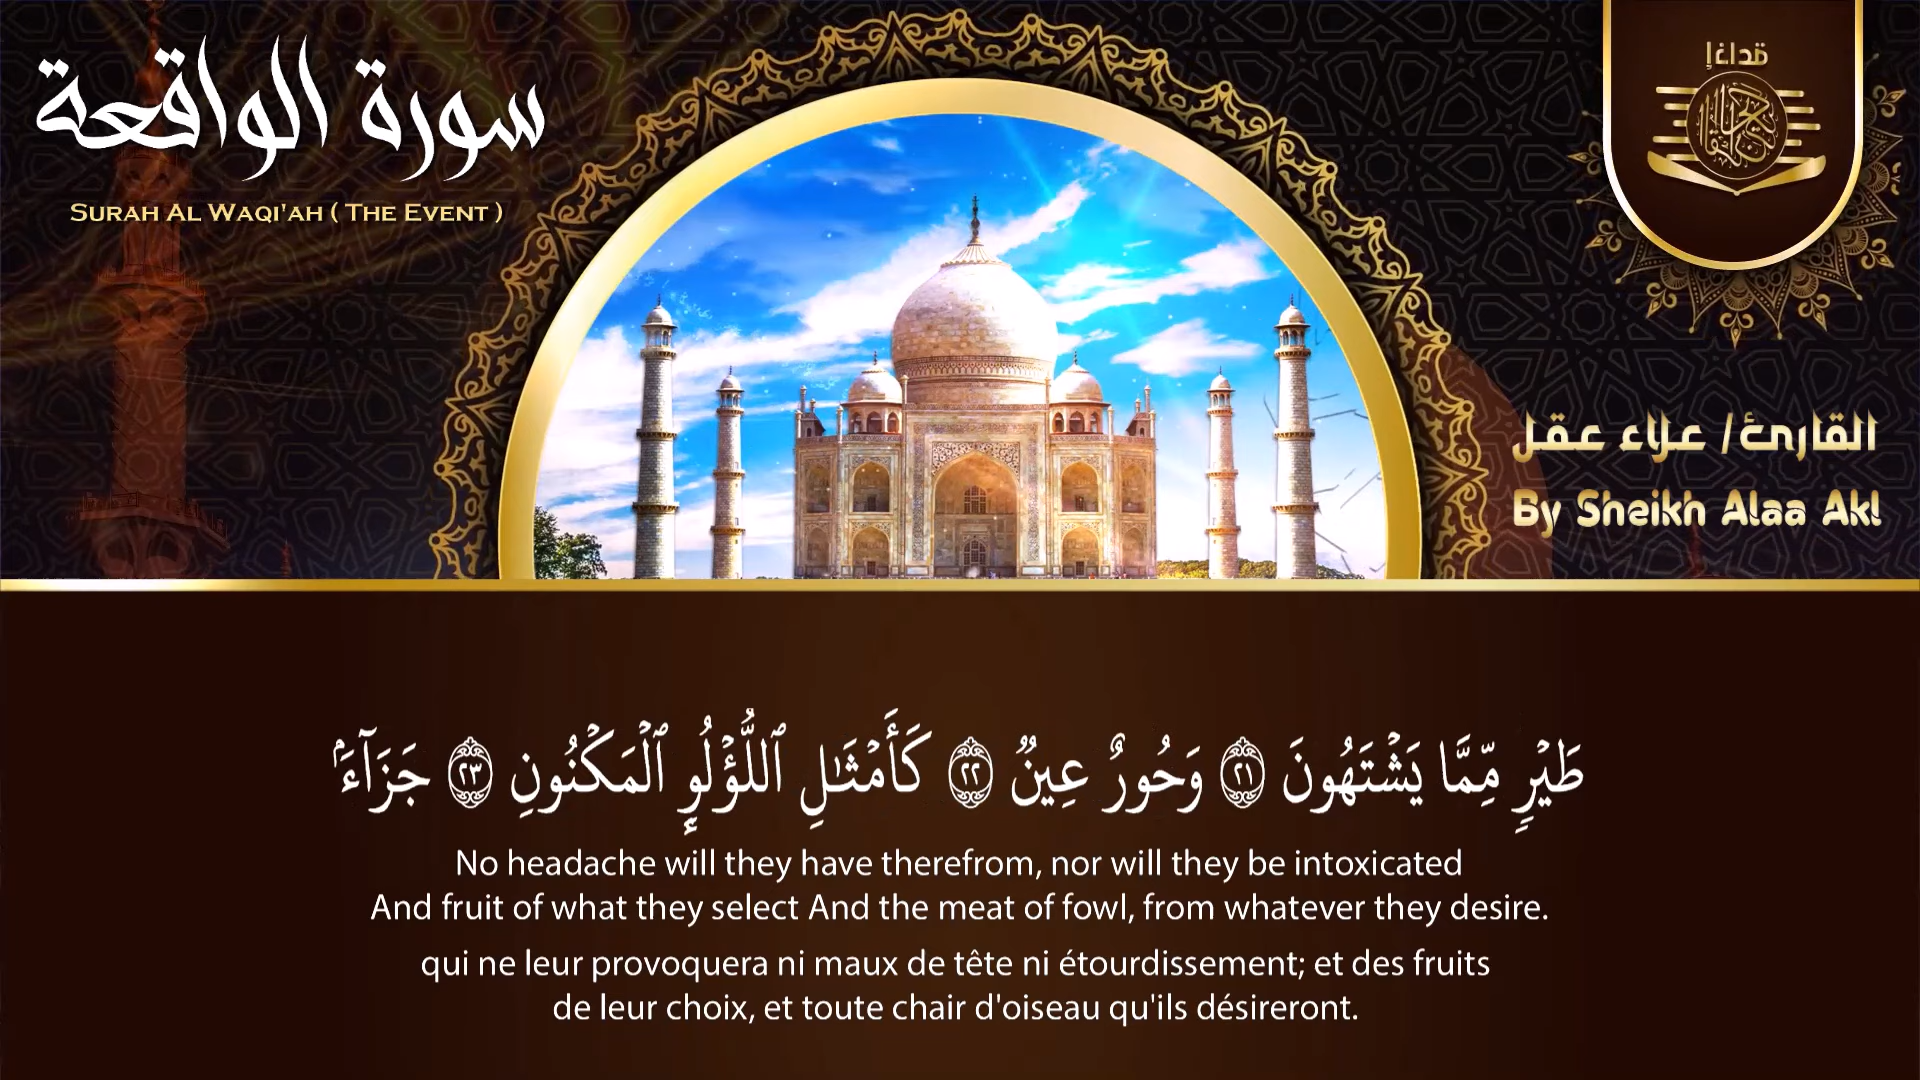 سورة الواقعة
SURAH AL WAQI'AH ( THE EVENT )
القارئ/ علاء عقل
By Sheikh Alaa Akl
طَيْرٍ مِّمَّا يَشْتَهُونَ ٢١ وَحُورٌ عِينٌ ٢٢ كَأَمْثَٰلِ ٱللُّؤْلُوِٕ ٱلْمَكْنُونِ ٢٣ جَزَآءَۢ
No headache will they have therefrom, nor will they be intoxicated
And fruit of what they select And the meat of fowl, from whatever they desire.
qui ne leur provoquera ni maux de tête ni étourdissement; et des fruits
de leur choix, et toute chair d'oiseau qu'ils désireront.